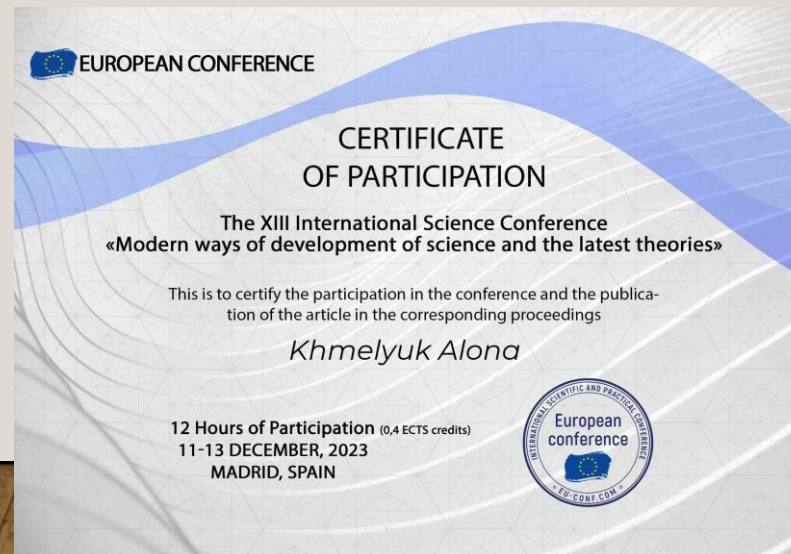 EUROPEAN CONFERENCE
CERTIFICATE
OF PARTICIPATION
The XIII International Science Conference
«Modern ways of development of science and the latest theories»
This is to certify the participation in the conference and the publica-
tion of the article in the corresponding proceedings
Khmelyuk Alona
12 Hours of Participation (0,4 ECTS credits)
11-13 DECEMBER, 2023
MADRID, SPAIN
INTERNATIONAL SCIENTIFIC AND PRACTICAL CONFERENCE
European
conference
« EU-CONF.COM »